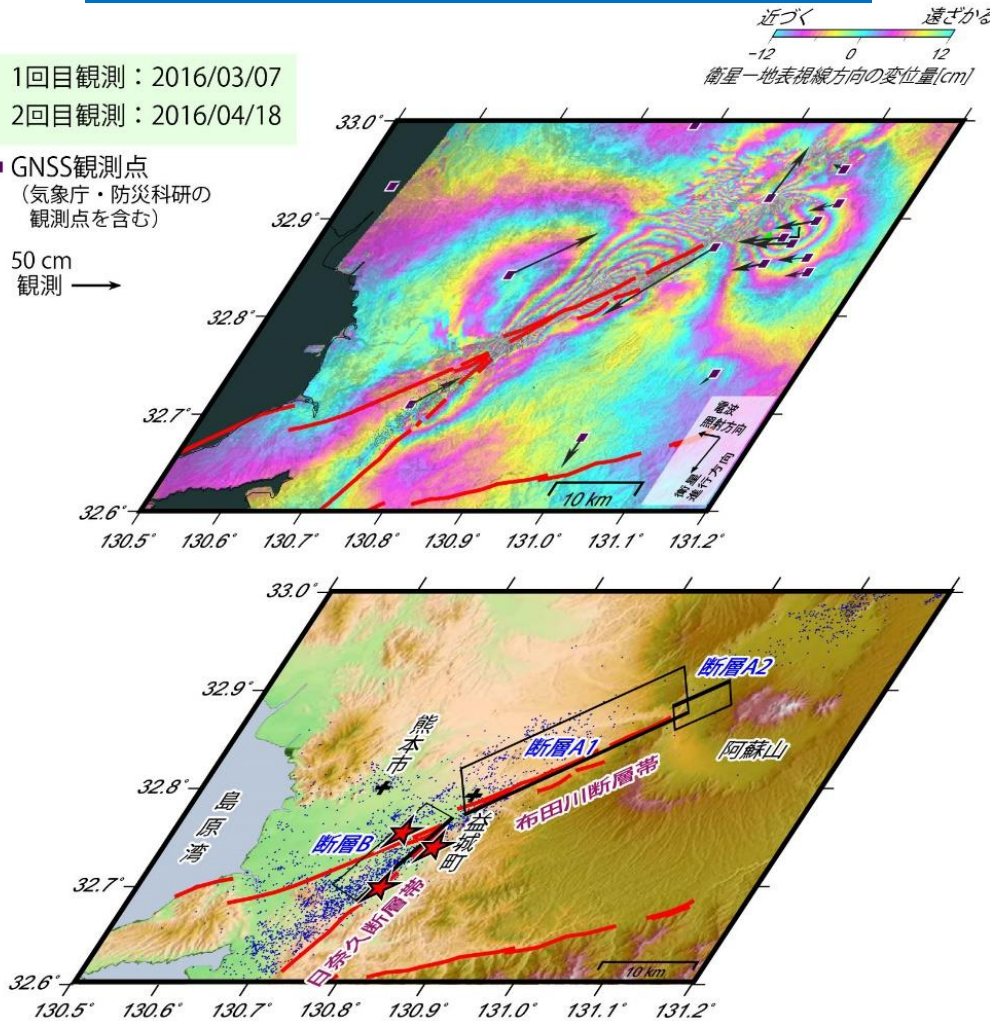 近づく 遠ざかる
-12 0 12
衛星ー地表視線方向の変位量[cm]
1回目観測：2016/03/07
2回目観測：2016/04/18
GNSS観測点
（気象庁・防災科研の
観測点を含む）
50 cm
観測
33.0°
32.9°
32.8°
32.7°
32.6°
電波
照射方向
衛星
進行方向
10 km
130.5° 130.6° 130.7° 130.8° 130.9° 131.0° 131.1° 131.2°
33.0°
32.9°
32.8°
32.7°
32.6°
断層A2
熊本市
断層A1
阿蘇山
布田川断層帯
島原湾
益城町
断層B
日奈久断層帯
10 km
130.5° 130.6° 130.7° 130.8° 130.9° 131.0° 131.1° 131.2°